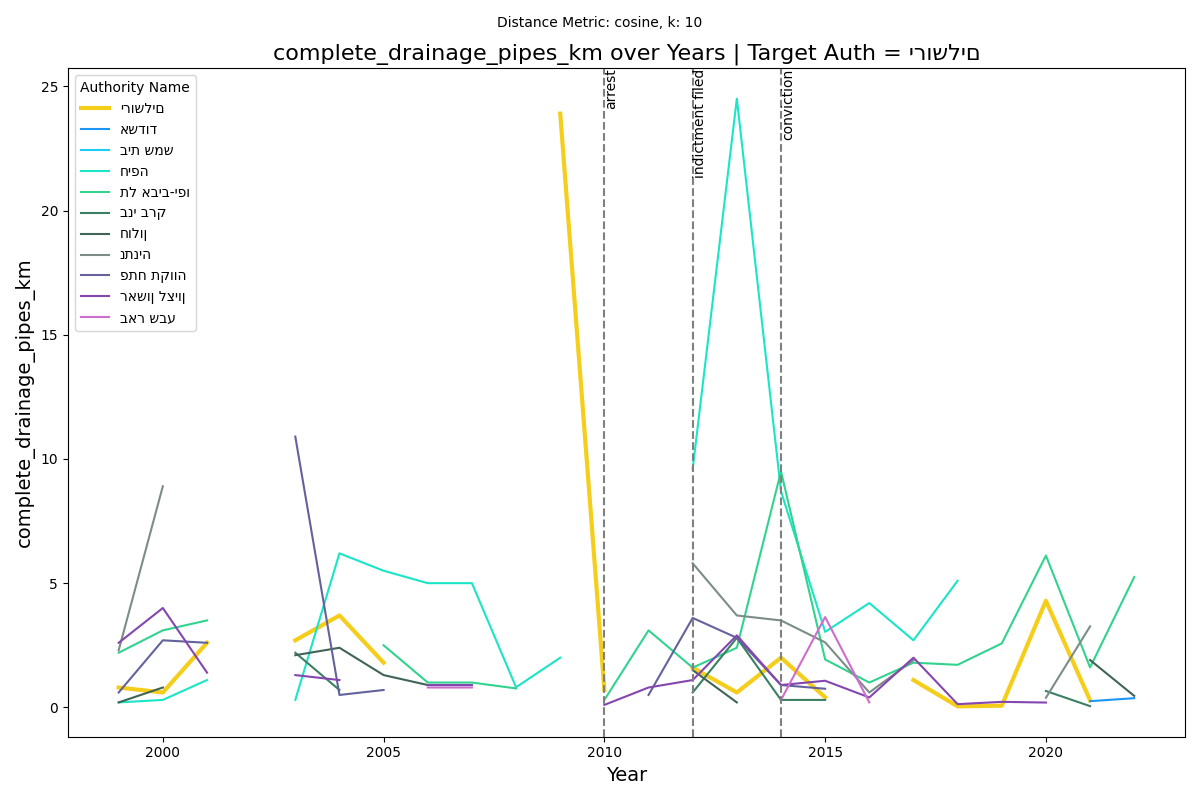 Distance Metric: cosine, k: 10
complete_drainage_pipes_km over Years | Target Auth = ירושלים
Authority Name
ירושלים
אשדוד
בית שמש
חיפה
תל אביב-יפו
בני ברק
חולון
נתניה
פתח תקווה
ראשון לציון
באר שבע
arrest
indictment filed
conviction
complete_drainage_pipes_km
25
20
15
10
5
0
2000
2005
2010
2015
2020
Year